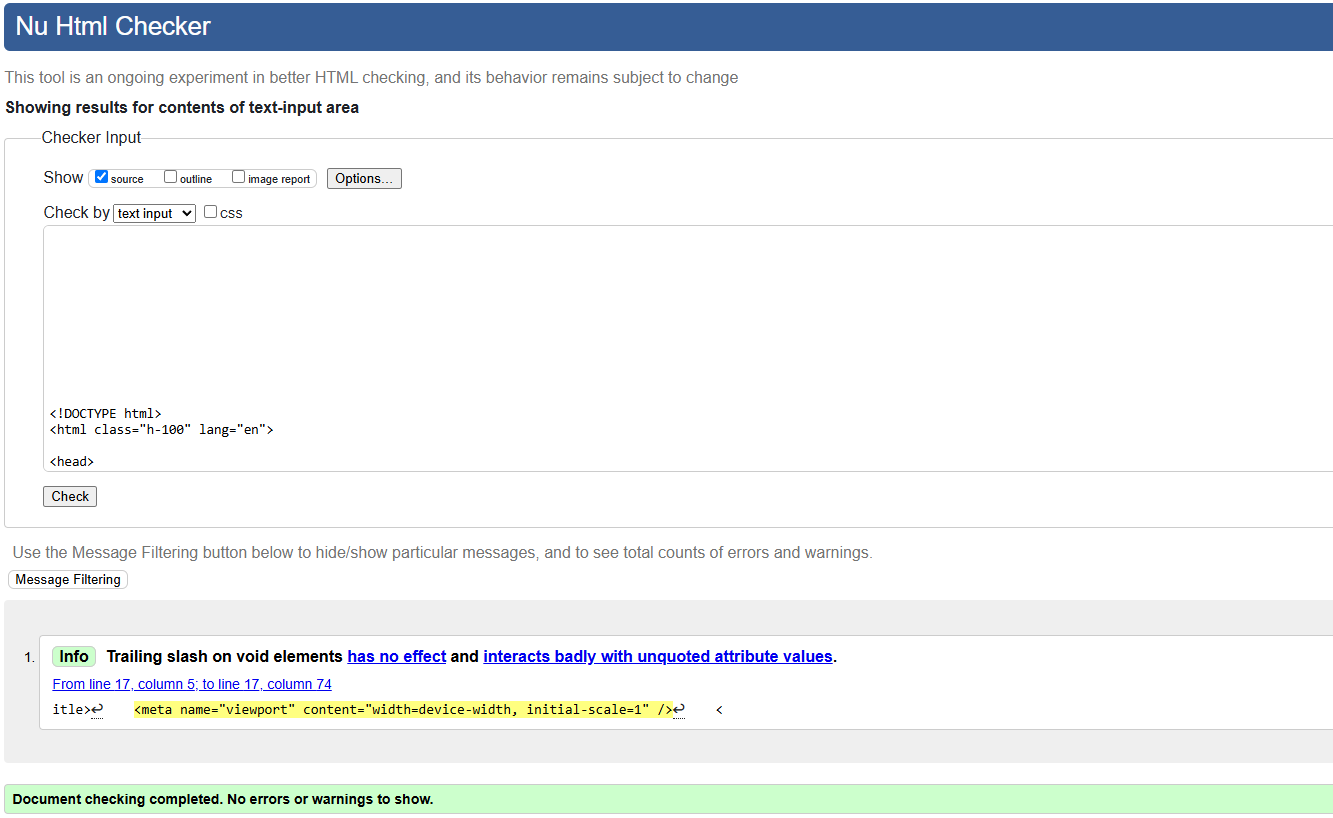 Nu Html Checker
This tool is an ongoing experiment in better HTML checking, and its behavior remains subject to change
Showing results for contents of text-input area
Checker Input
Show source outline image report Options...
Check by text input css
<!DOCTYPE html>
<html class="h-100" lang="en">
<head>
Check
Use the Message Filtering button below to hide/show particular messages, and to see total counts of errors and warnings.
Message Filtering
1. Info Trailing slash on void elements has no effect and interacts badly with unquoted attribute values.
From line 17, column 5; to line 17, column 74
itle>↩ <meta name="viewport" content="width=device-width, initial-scale=1" />↩ <
Document checking completed. No errors or warnings to show.